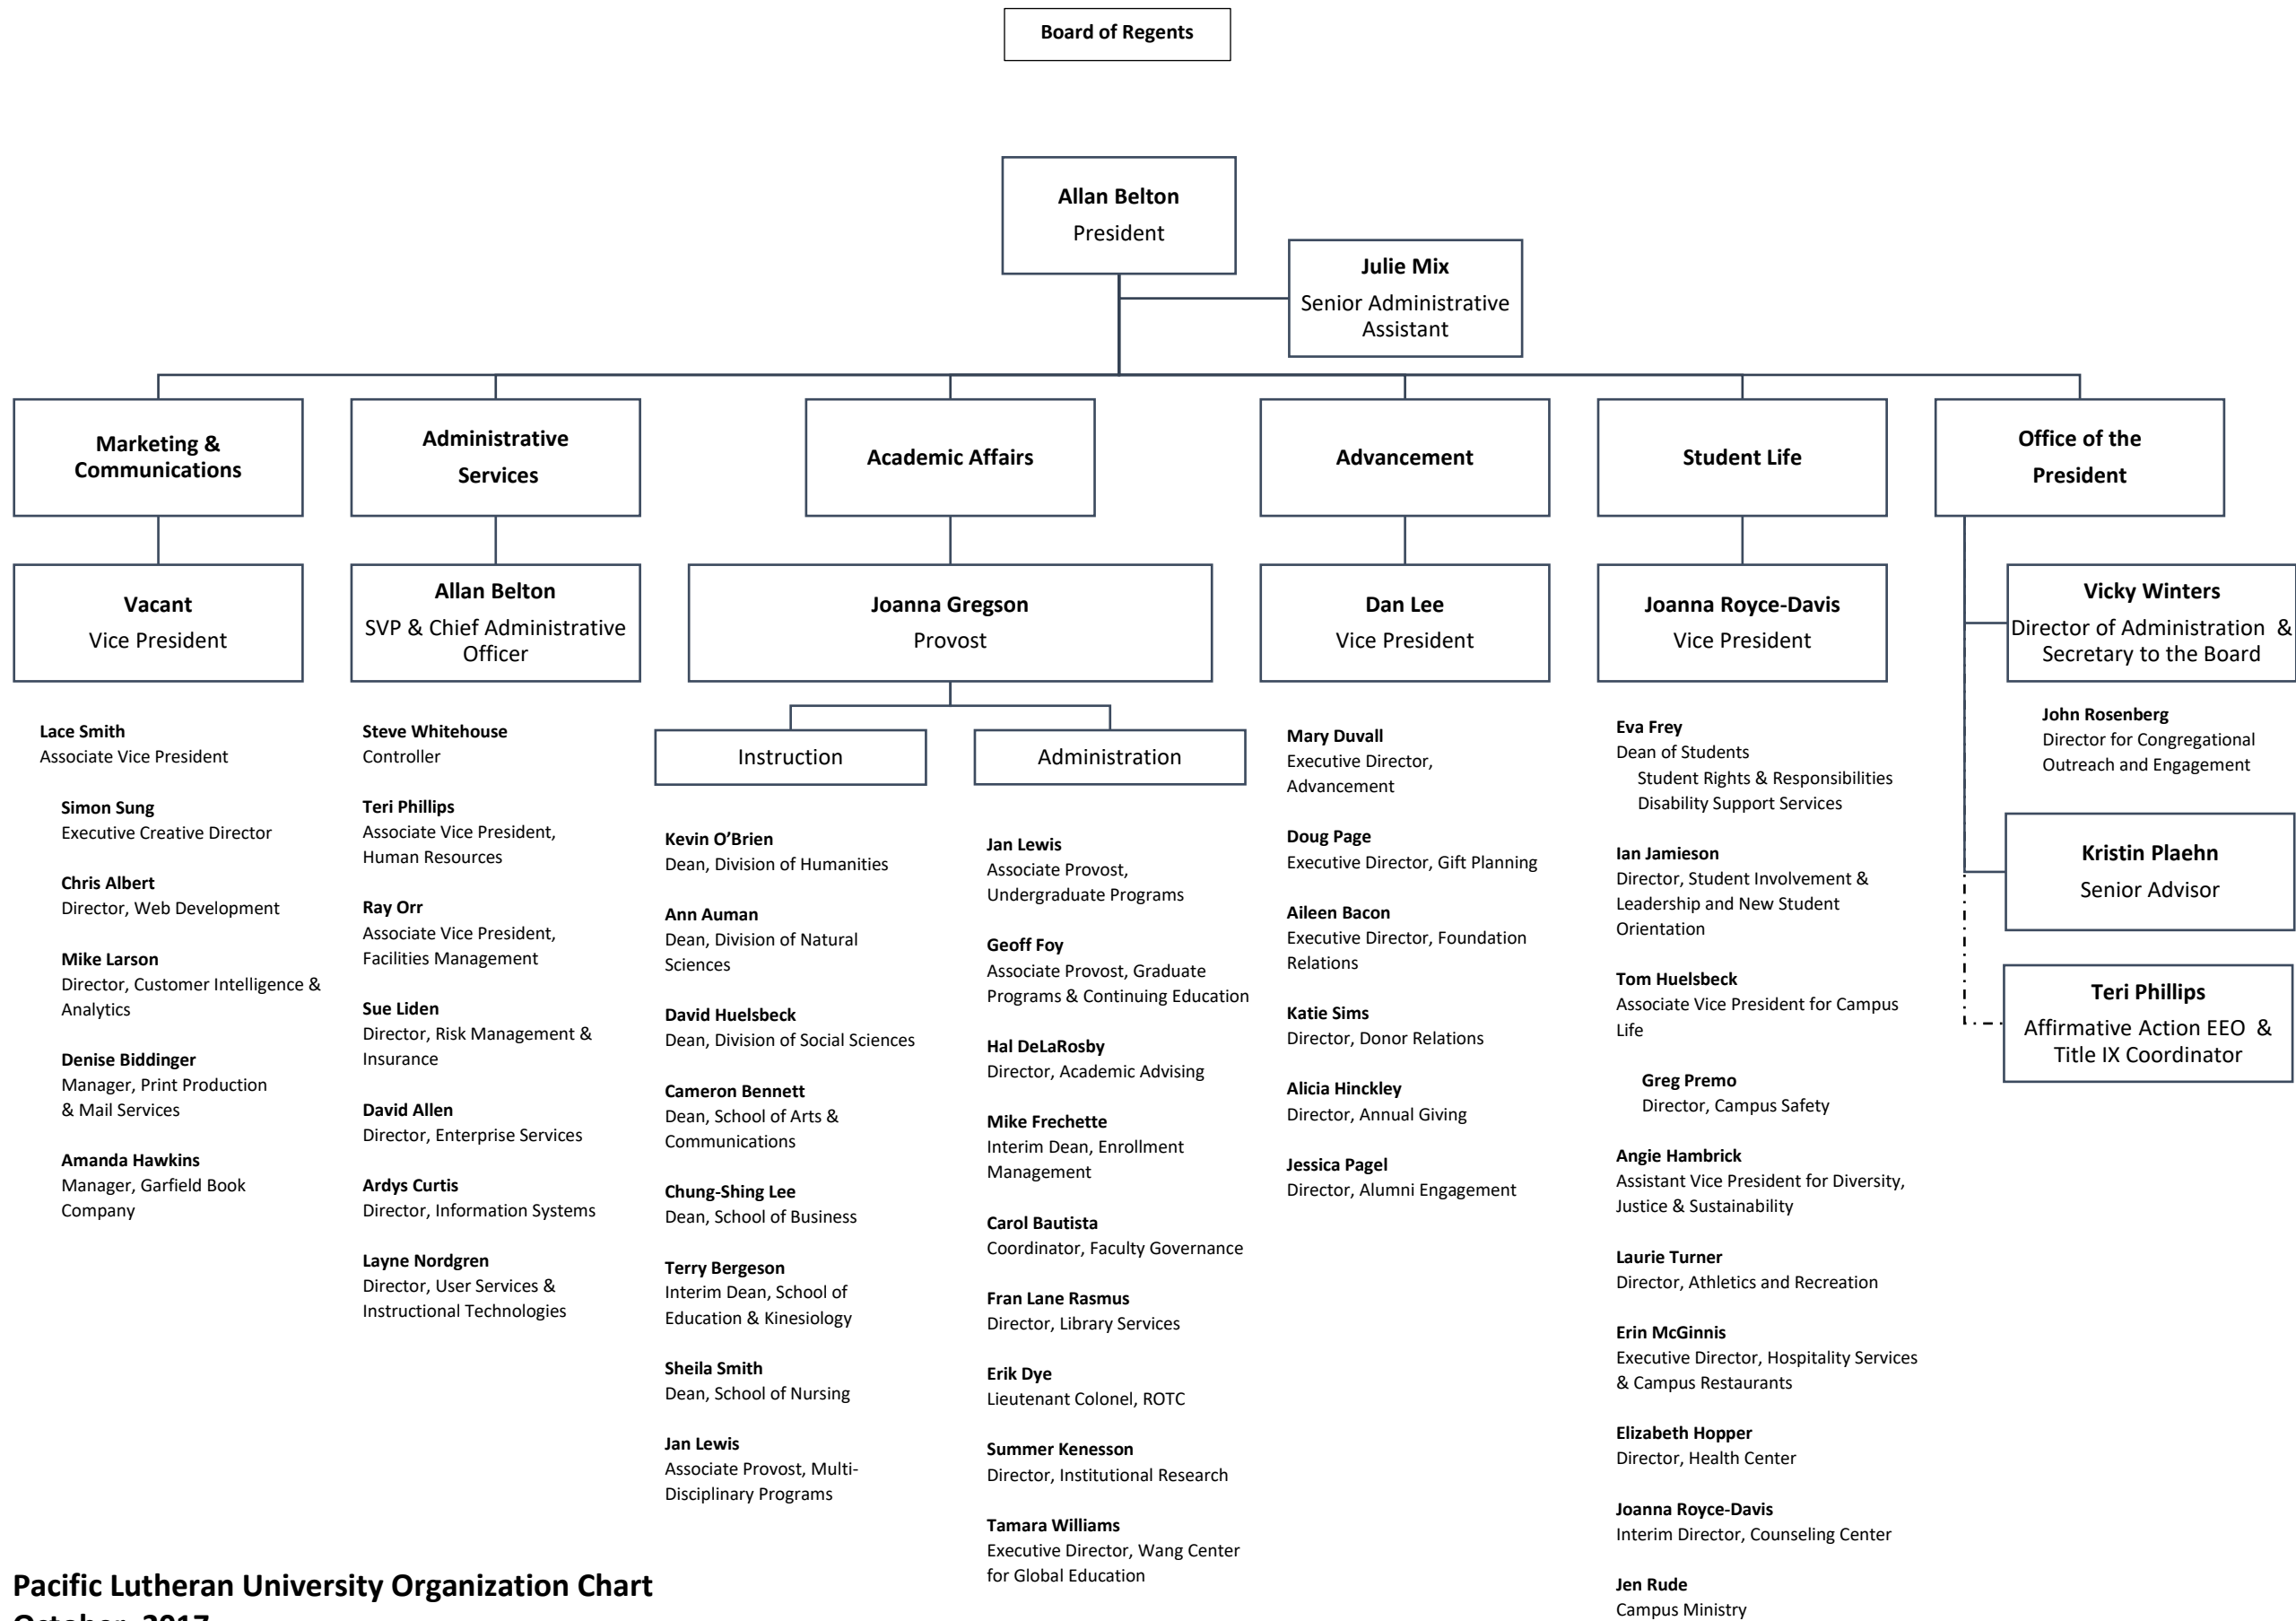 Board of Regents
Allan Belton
President
Julie Mix
Senior Administrative
Assistant
Marketing &
Communications
Administrative
Services
Academic Affairs
Advancement
Student Life
Office of the
President
Vacant
Vice President
Allan Belton
SVP & Chief Administrative
Officer
Joanna Gregson
Provost
Dan Lee
Vice President
Joanna Royce-Davis
Vice President
Vicky Winters
Director of Administration &
Secretary to the Board
Lace Smith
Associate Vice President
Simon Sung
Executive Creative Director
Chris Albert
Director, Web Development
Mike Larson
Director, Customer Intelligence &
Analytics
Denise Biddinger
Manager, Print Production
& Mail Services
Amanda Hawkins
Manager, Garfield Book
Company
Steve Whitehouse
Controller
Teri Phillips
Associate Vice President,
Human Resources
Ray Orr
Associate Vice President,
Facilities Management
Sue Liden
Director, Risk Management &
Insurance
David Allen
Director, Enterprise Services
Ardys Curtis
Director, Information Systems
Layne Nordgren
Director, User Services &
Instructional Technologies
Instruction
Kevin O’Brien
Dean, Division of Humanities
Ann Auman
Dean, Division of Natural
Sciences
David Huelsbeck
Dean, Division of Social Sciences
Cameron Bennett
Dean, School of Arts &
Communications
Chung-Shing Lee
Dean, School of Business
Terry Bergeson
Interim Dean, School of
Education & Kinesiology
Sheila Smith
Dean, School of Nursing
Jan Lewis
Associate Provost, Multi-
Disciplinary Programs
Administration
Jan Lewis
Associate Provost,
Undergraduate Programs
Geoff Foy
Associate Provost, Graduate
Programs & Continuing Education
Hal DeLaRosby
Director, Academic Advising
Mike Frechette
Interim Dean, Enrollment
Management
Carol Bautista
Coordinator, Faculty Governance
Fran Lane Rasmus
Director, Library Services
Erik Dye
Lieutenant Colonel, ROTC
Summer Kenesson
Director, Institutional Research
Tamara Williams
Executive Director, Wang Center
for Global Education
Mary Duvall
Executive Director,
Advancement
Doug Page
Executive Director, Gift Planning
Aileen Bacon
Executive Director, Foundation
Relations
Katie Sims
Director, Donor Relations
Alicia Hinckley
Director, Annual Giving
Jessica Pagel
Director, Alumni Engagement
Eva Frey
Dean of Students
Student Rights & Responsibilities
Disability Support Services
Ian Jamieson
Director, Student Involvement &
Leadership and New Student
Orientation
Tom Huelsbeck
Associate Vice President for Campus
Life
Greg Premo
Director, Campus Safety
Angie Hambrick
Assistant Vice President for Diversity,
Justice & Sustainability
Laurie Turner
Director, Athletics and Recreation
Erin McGinnis
Executive Director, Hospitality Services
& Campus Restaurants
Elizabeth Hopper
Director, Health Center
Joanna Royce-Davis
Interim Director, Counseling Center
Jen Rude
Campus Ministry
John Rosenberg
Director for Congregational
Outreach and Engagement
Kristin Plaehn
Senior Advisor
Teri Phillips
Affirmative Action EEO &
Title IX Coordinator
Pacific Lutheran University Organization Chart
October, 2017